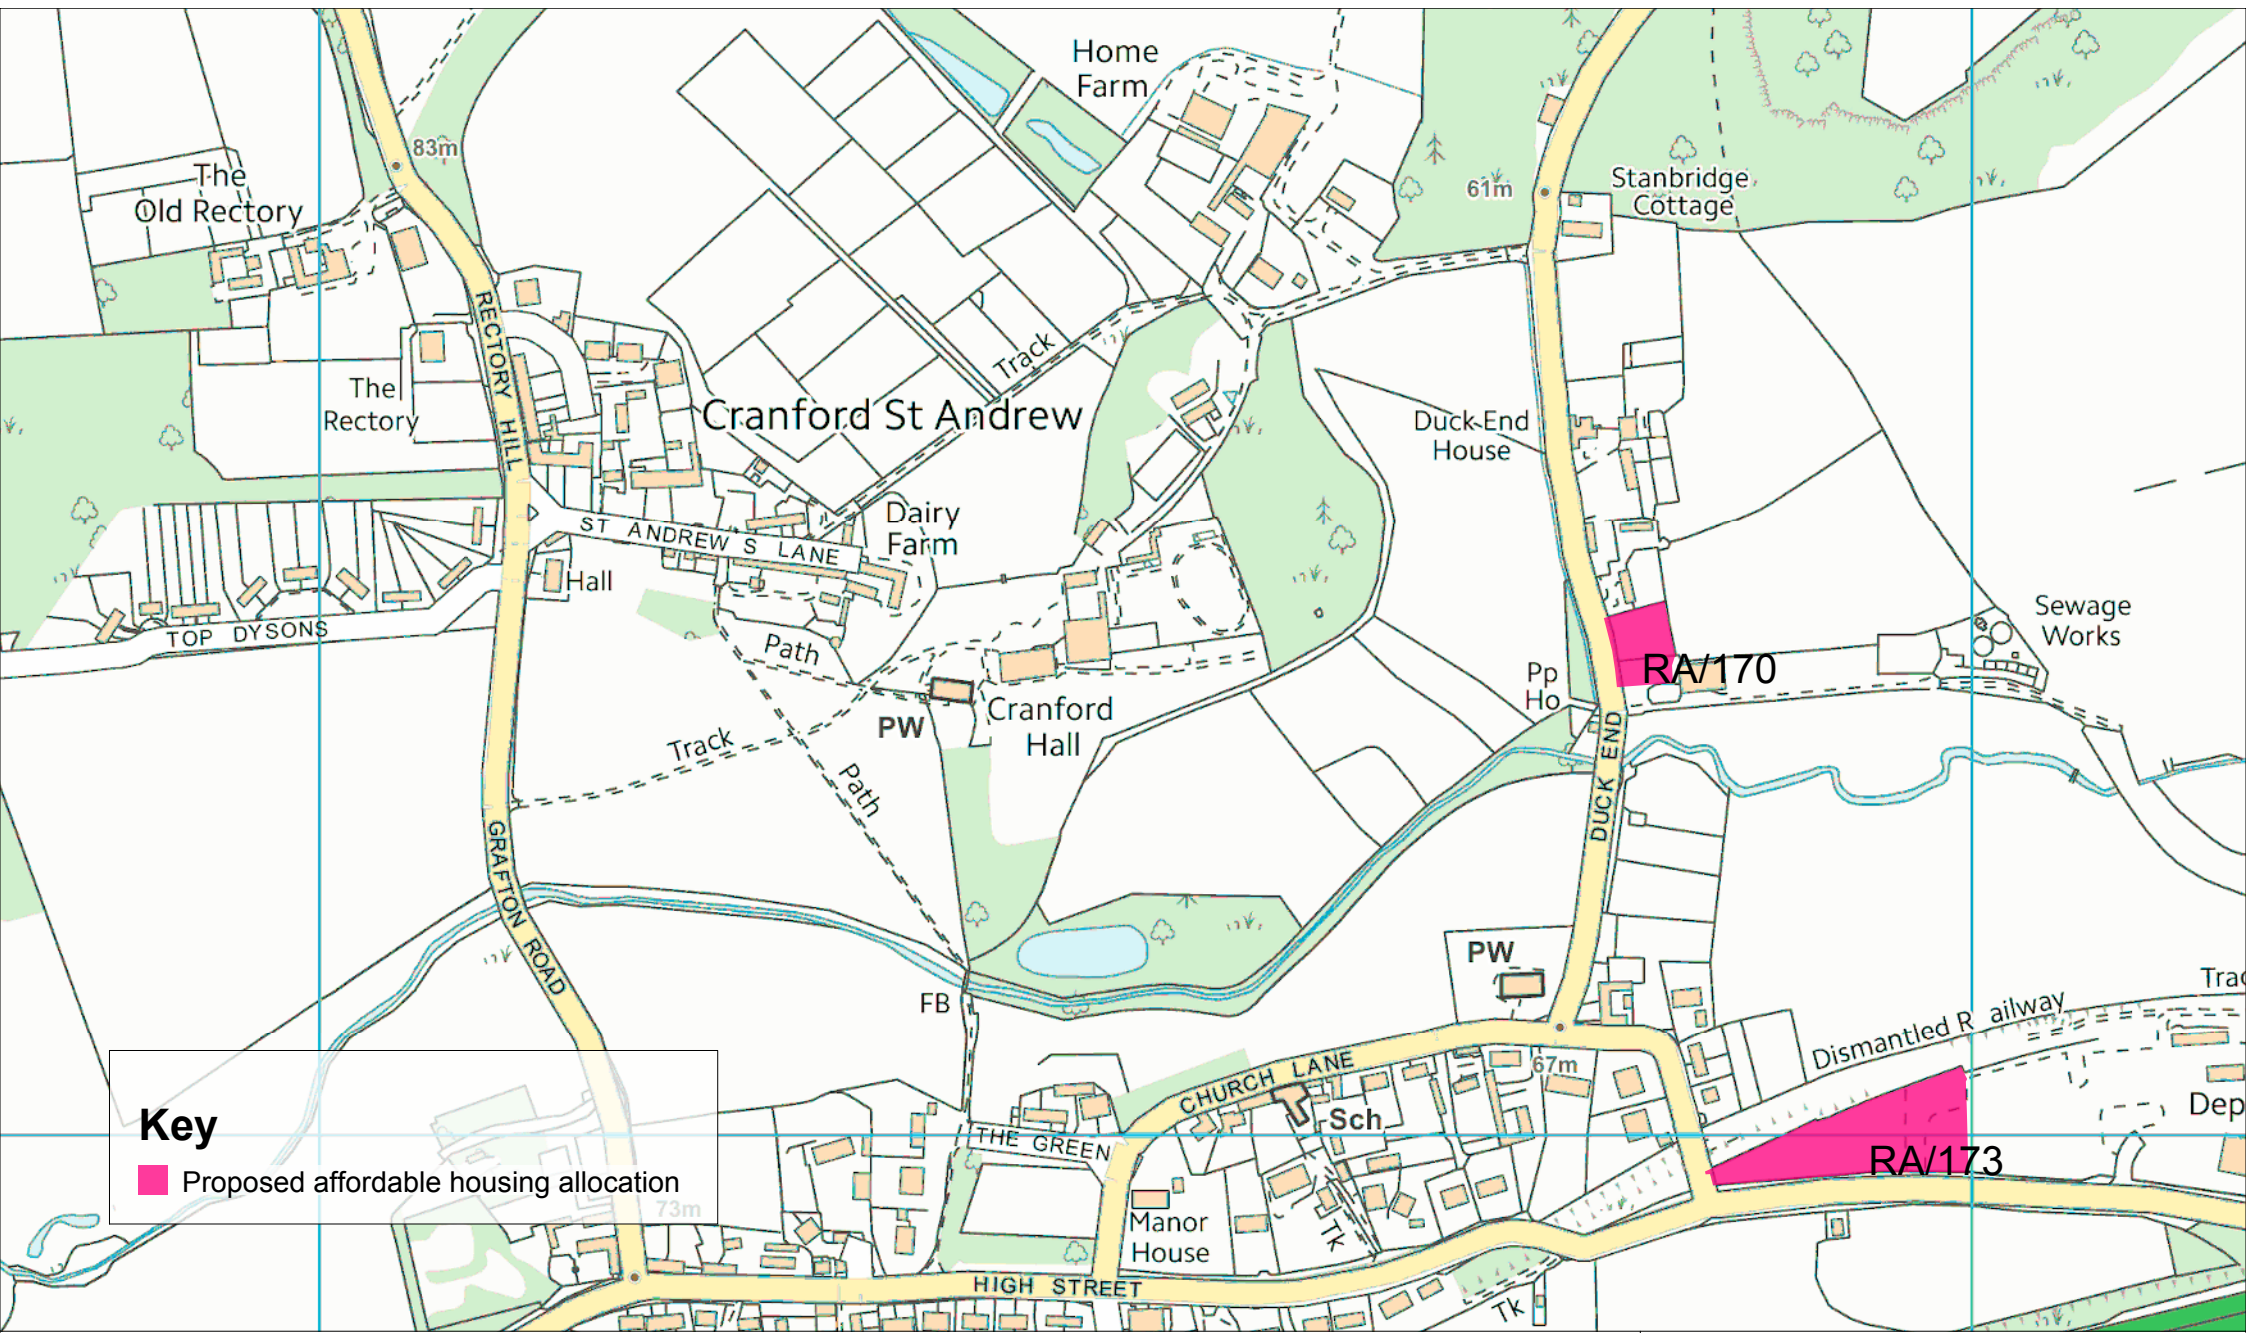 Home
Farm
83m
The
Old Rectory
61m
Stanbridge
Cottage
RECTORY HILL
Track
The
Rectory
Cranford St Andrew
Duck End
House
Dairy
Farm
ST ANDREW S LANE
Hall
TOP DYSONS
Sewage
Works
Path
RA/170
Pp
Ho
PW
Cranford
Hall
Track
Path
DUCK END
GRAFTON ROAD
PW
FB
Trac
Dismantled R ailway
67m
CHURCH LANE
Sch
Dep
THE GREEN
RA/173
Key
Proposed affordable housing allocation
73m
Manor
House
Tk
HIGH STREET
Tk